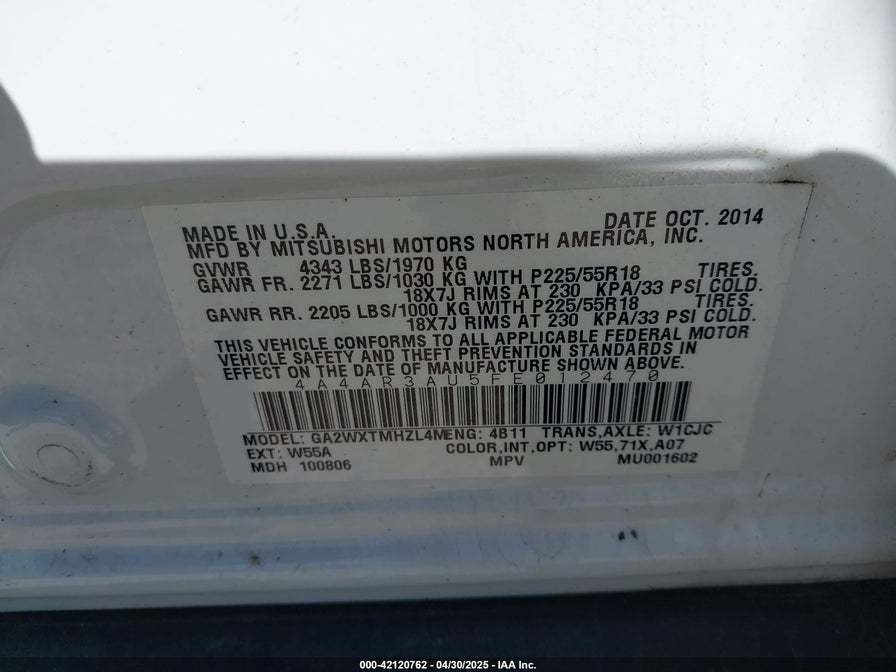 MADE IN U.S.A. DATE OCT. 2014
MFD BY MITSUBISHI MOTORS NORTH AMERICA, INC.
GVWR 4343 LBS/1970 KG
GAWR FR. 2271 LBS/1030 KG WITH P225/55R18 TIRES.
18X7J RIMS AT 230 KPA/33 PSI COLD.
GAWR RR. 2205 LBS/1000 KG WITH P225/55R18 TIRES.
18X7J RIMS AT 230 KPA/33 PSI COLD.
THIS VEHICLE CONFORMS TO ALL APPLICABLE FEDERAL MOTOR
VEHICLE SAFETY AND THEFT PREVENTION STANDARDS IN
EFFECT ON THE DATE OF MANUFACTURE SHOWN ABOVE.
4A4AR3AU5FE012470
MODEL: GA2WXTMHZL4MENG: 4B11 TRANS,AXLE: W1CJC
EXT: W55A COLOR,INT,OPT: W55,71X,A07
MDH 100806 MPV MU001602
000-42120762 - 04/30/2025 - IAA Inc.